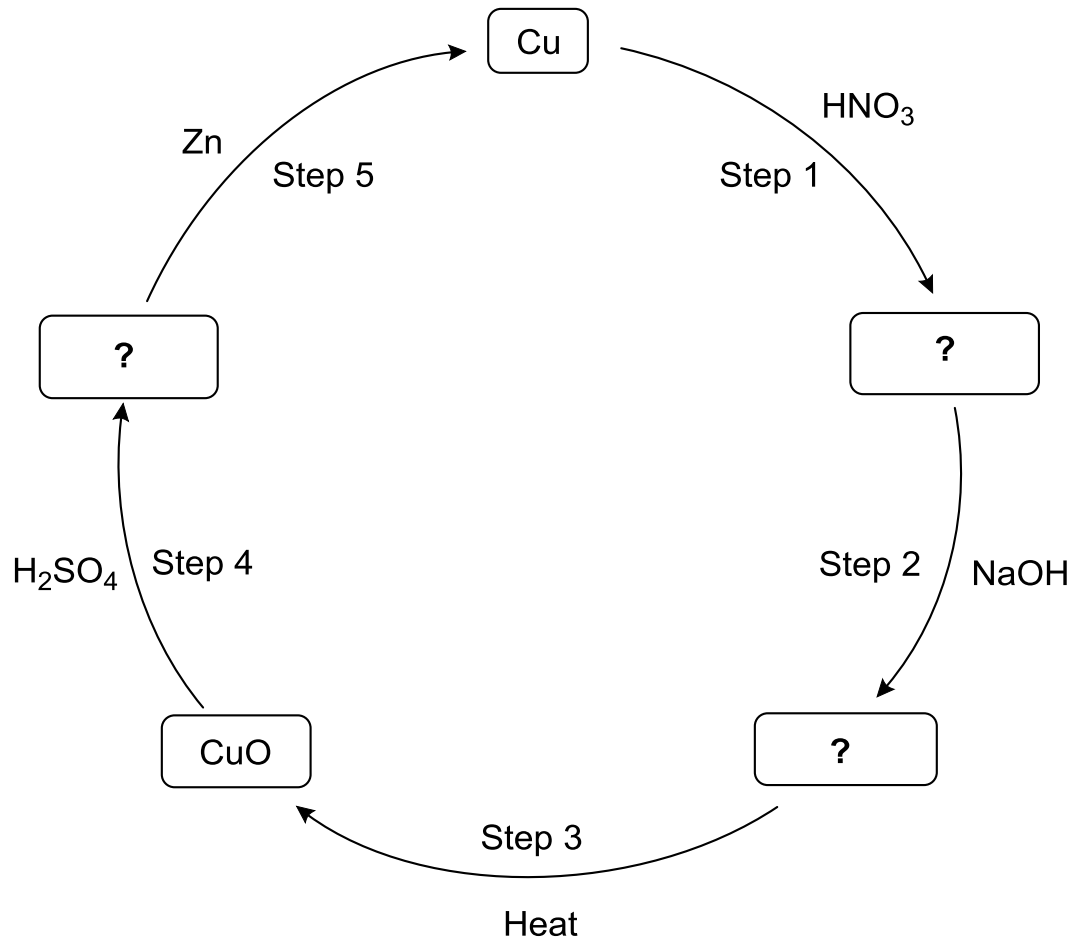 Cu
HNO₃
Zn
Step 5
Step 1
?
?
H₂SO₄
Step 4
Step 2
NaOH
CuO
?
Step 3
Heat